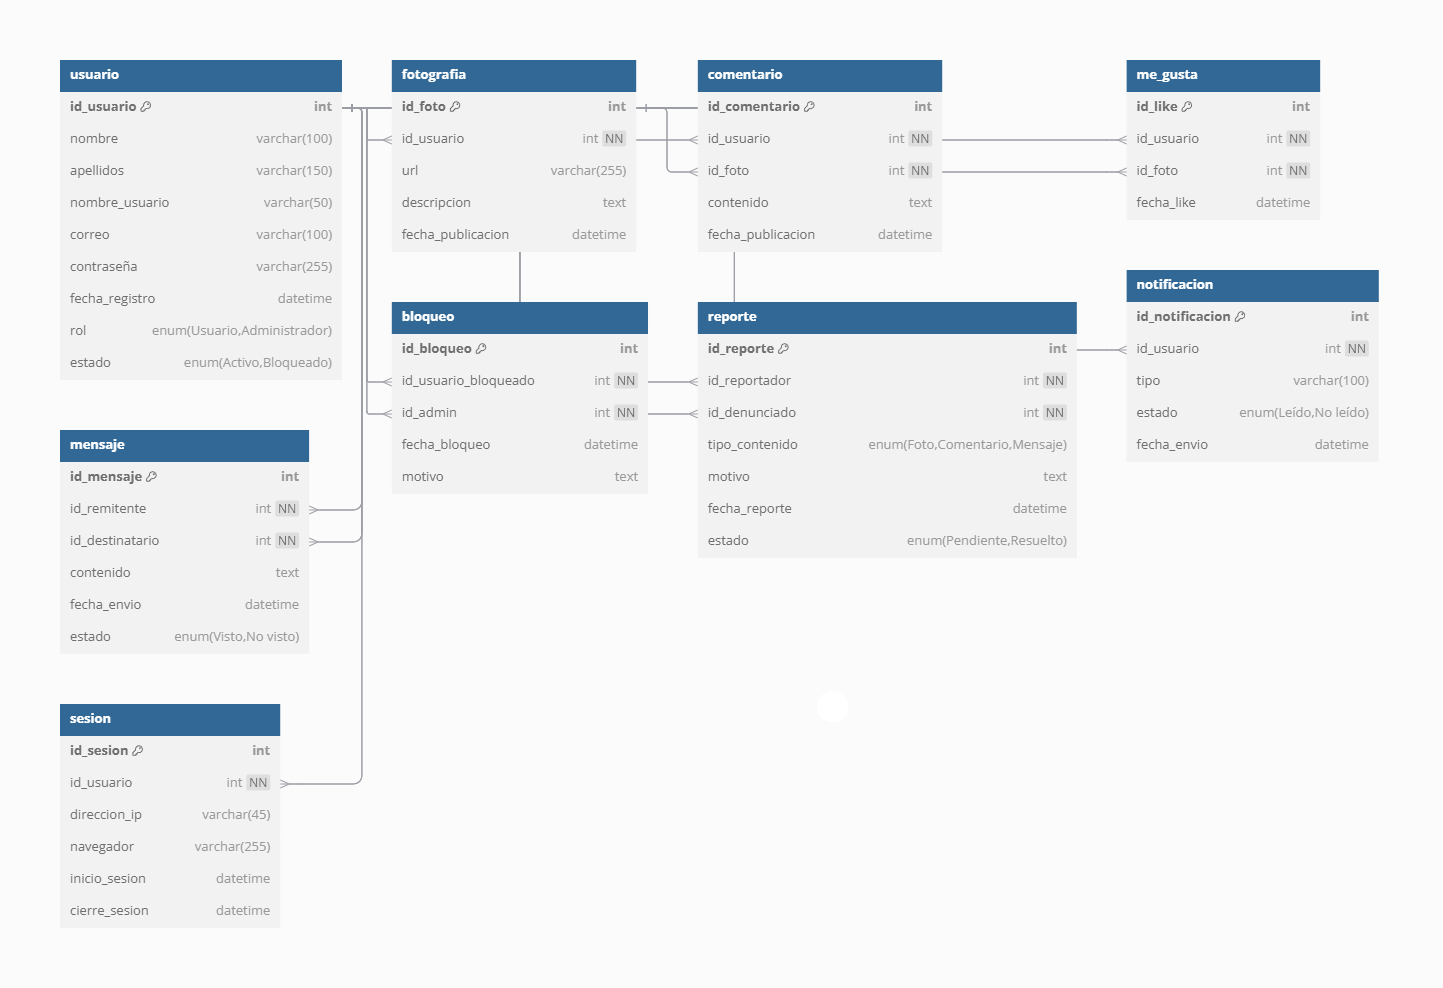 usuario
id_usuario int
nombre varchar(100)
apellidos varchar(150)
nombre_usuario varchar(50)
correo varchar(100)
contraseña varchar(255)
fecha_registro datetime
rol enum(Usuario,Administrador)
estado enum(Activo,Bloqueado)
fotografia
id_foto int
id_usuario int NN
url varchar(255)
descripcion text
fecha_publicacion datetime
comentario
id_comentario int
id_usuario int NN
id_foto int NN
contenido text
fecha_publicacion datetime
me_gusta
id_like int
id_usuario int NN
id_foto int NN
fecha_like datetime
bloqueo
id_bloqueo int
id_usuario_bloqueado int NN
id_admin int NN
fecha_bloqueo datetime
motivo text
reporte
id_reporte int
id_reportador int NN
id_denunciado int NN
tipo_contenido enum(Foto,Comentario,Mensaje)
motivo text
fecha_reporte datetime
estado enum(Pendiente,Resuelto)
notificacion
id_notificacion int
id_usuario int NN
tipo varchar(100)
estado enum(Leído,No leído)
fecha_envio datetime
mensaje
id_mensaje int
id_remitente int NN
id_destinatario int NN
contenido text
fecha_envio datetime
estado enum(Visto,No visto)
sesion
id_sesion int
id_usuario int NN
direccion_ip varchar(45)
navegador varchar(255)
inicio_sesion datetime
cierre_sesion datetime